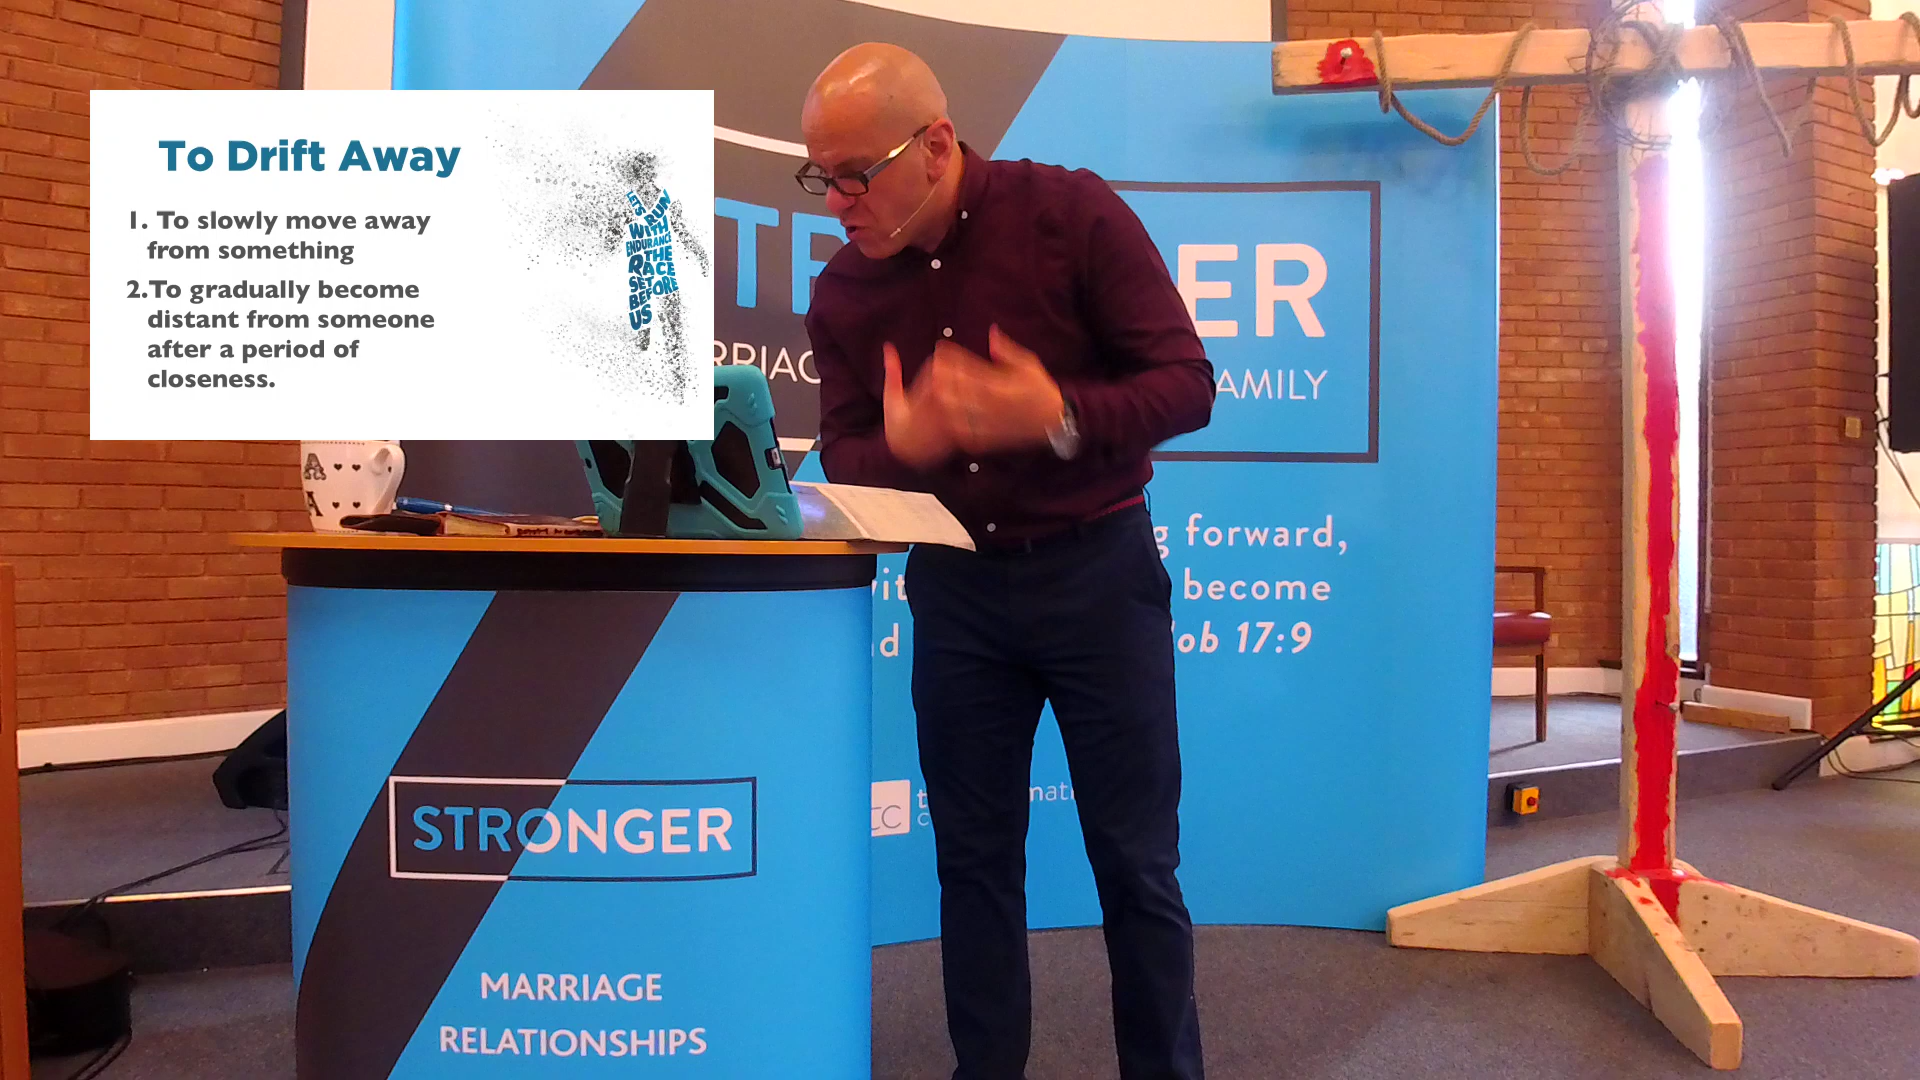 To Drift Away
1. To slowly move away
from something
2.To gradually become
distant from someone
after a period of
closeness.
LET'S RUN
WITH
ENDURANCE
THE
RACE
SET
BEFORE
US
ER
AMILY
forward,
become
Job 17:9
A
A
STRONGER
MARRIAGE
RELATIONSHIPS